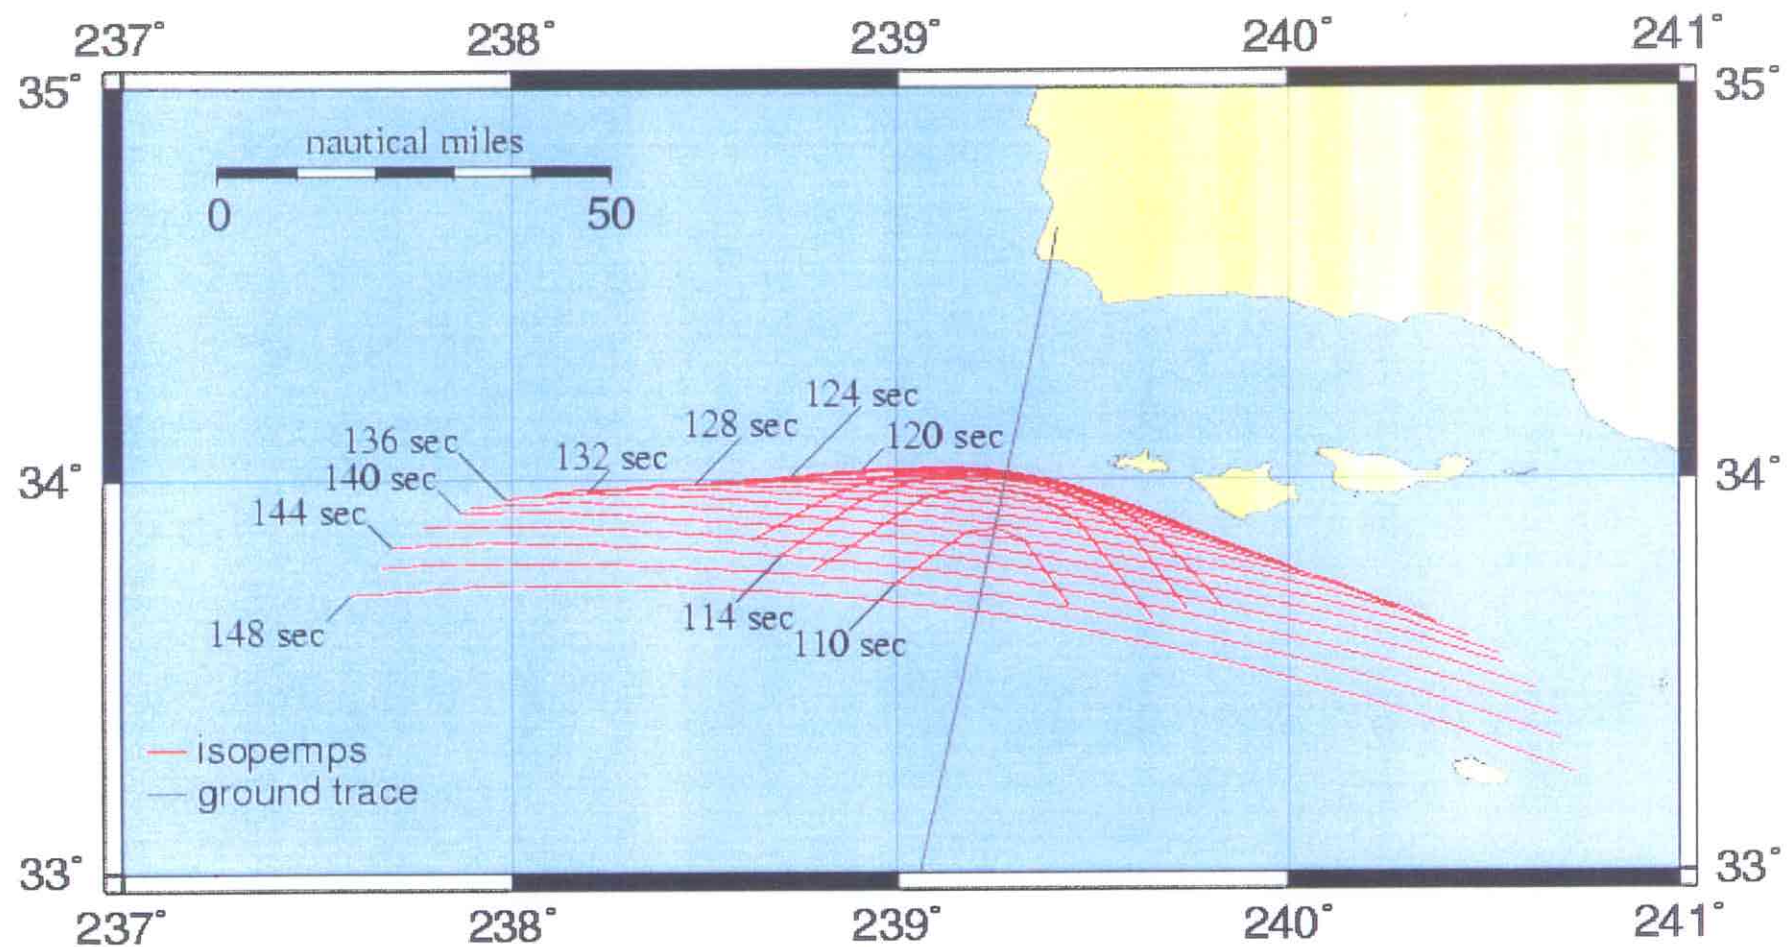 237° 238° 239° 240° 241°
35° 35°
nautical miles
0 50
124 sec
128 sec 120 sec
136 sec 132 sec
140 sec
34° 34°
144 sec
114 sec
148 sec 110 sec
isopemps
ground trace
33° 33°
237° 238° 239° 240° 241°